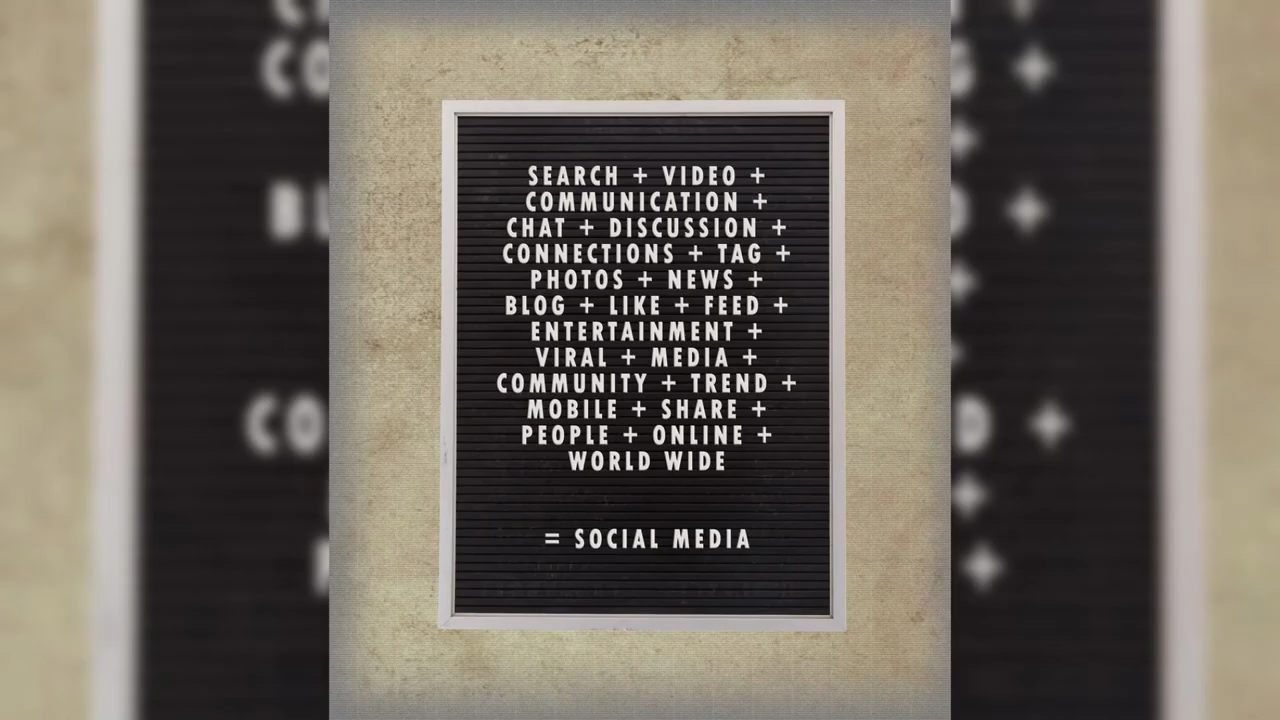 SEARCH + VIDEO +
COMMUNICATION +
CHAT + DISCUSSION +
CONNECTIONS + TAG +
PHOTOS + NEWS +
BLOG + LIKE + FEED +
ENTERTAINMENT +
VIRAL + MEDIA +
COMMUNITY + TREND +
MOBILE + SHARE +
PEOPLE + ONLINE +
WORLD WIDE
= SOCIAL MEDIA